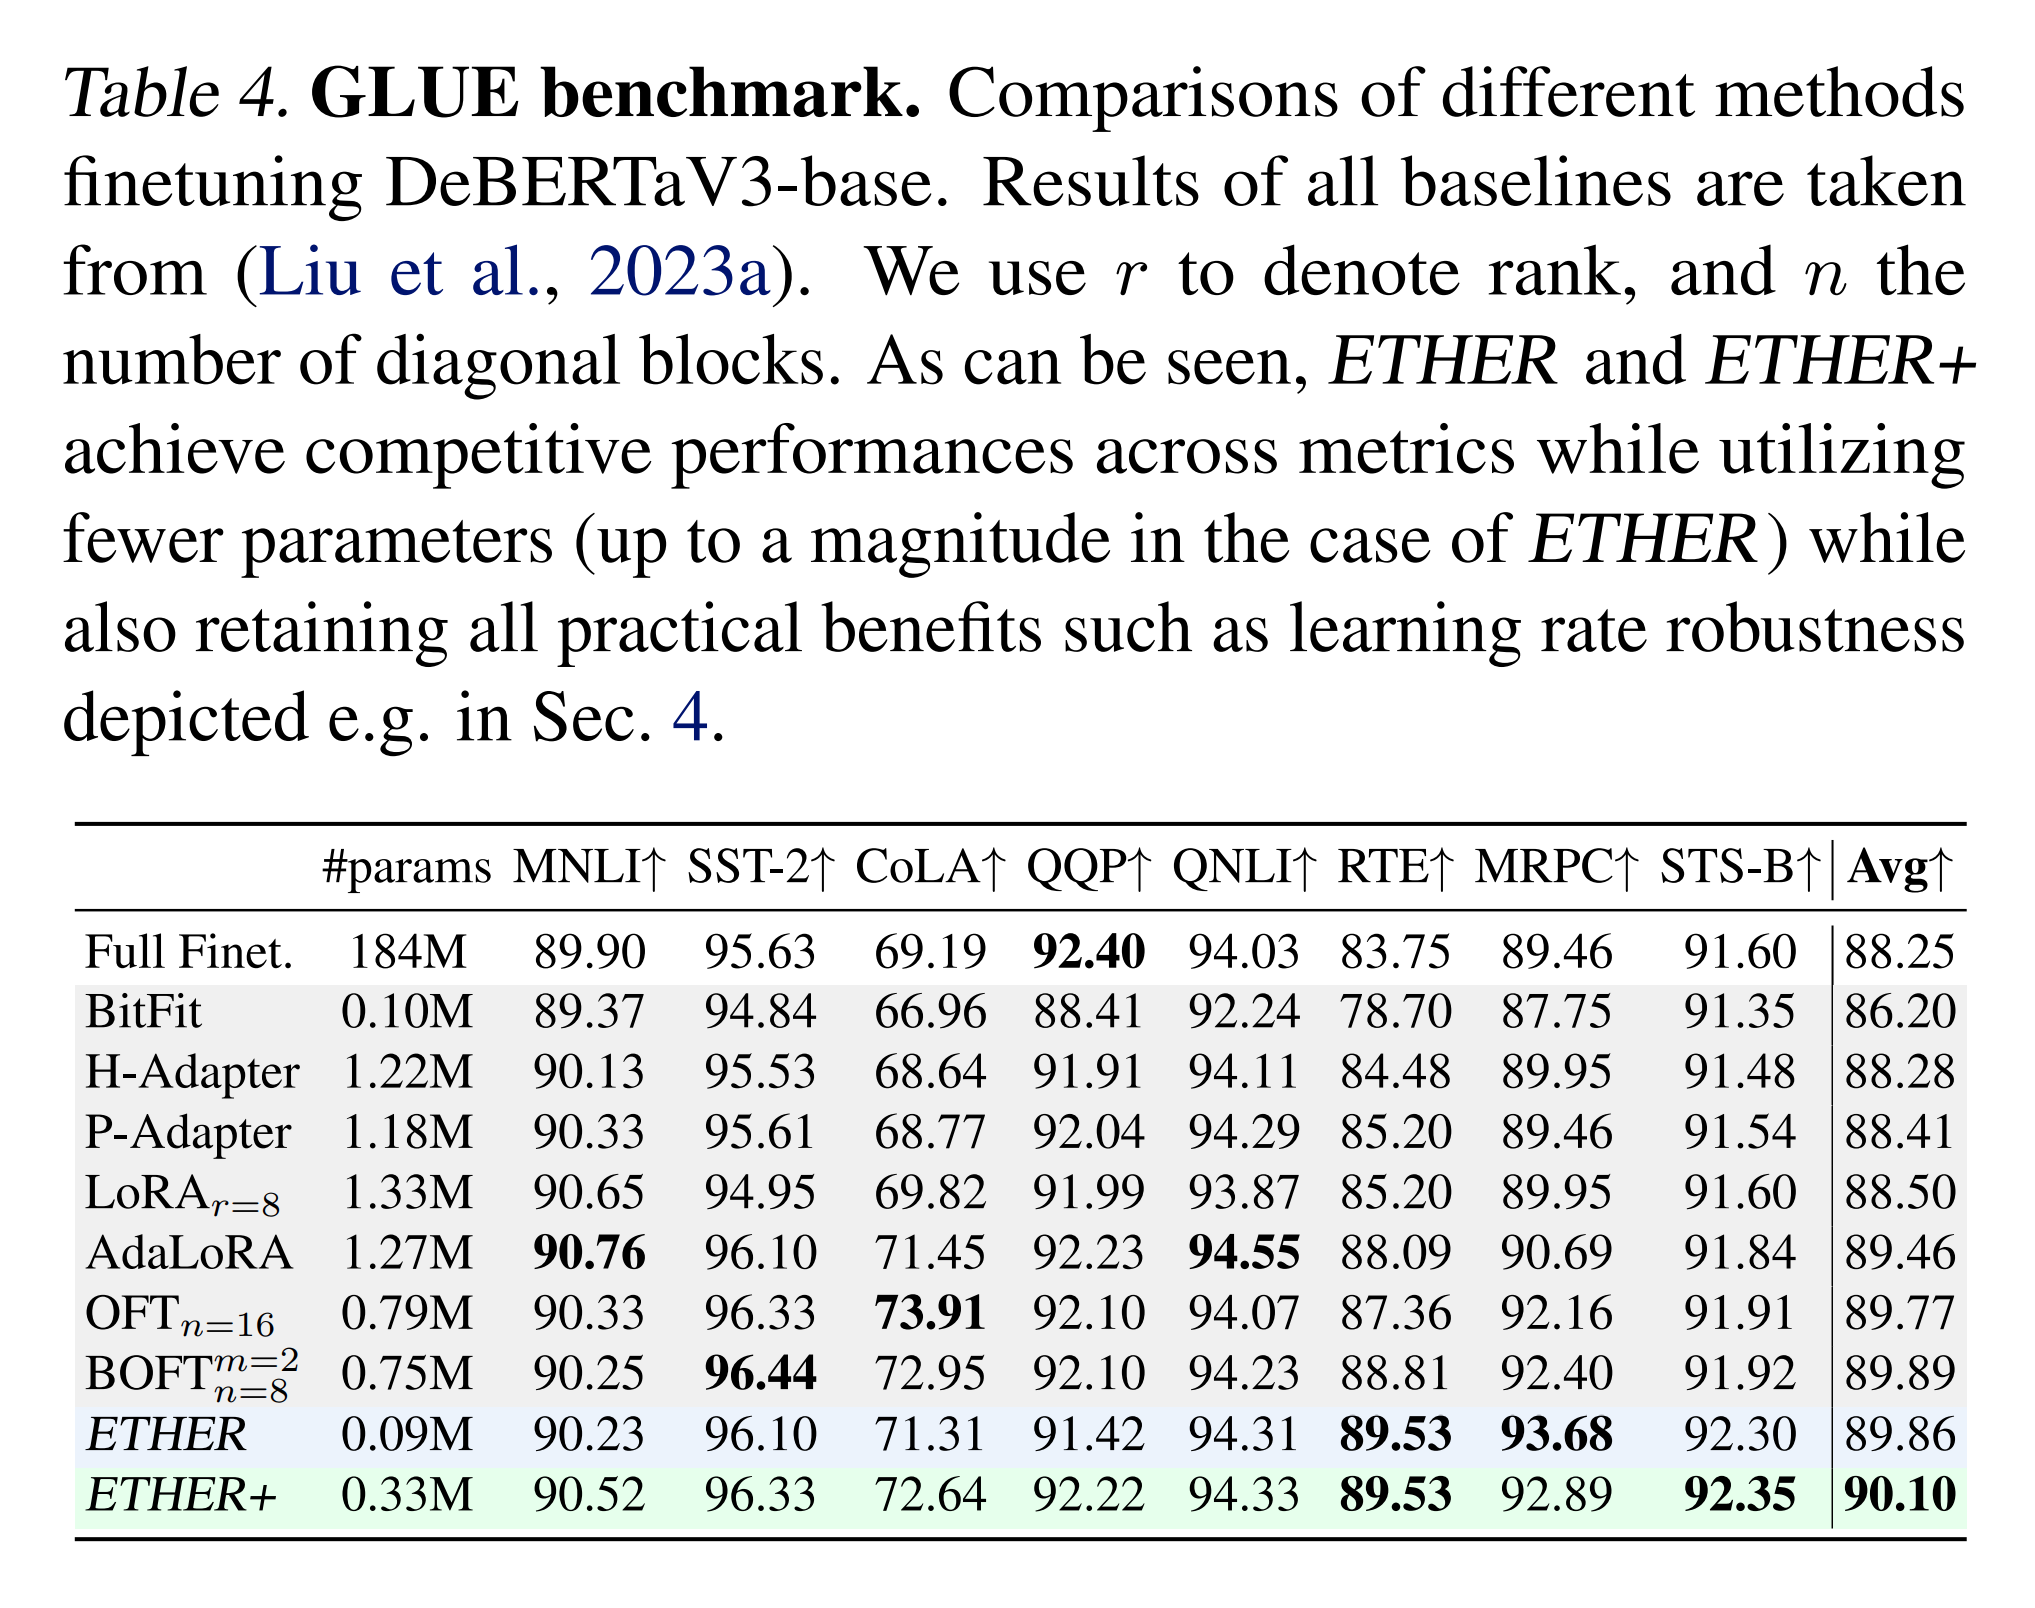 Table 4. GLUE benchmark. Comparisons of different methods
finetuning DeBERTaV3-base. Results of all baselines are taken
from (Liu et al., 2023a). We use r to denote rank, and n the
number of diagonal blocks. As can be seen, ETHER and ETHER+
achieve competitive performances across metrics while utilizing
fewer parameters (up to a magnitude in the case of ETHER) while
also retaining all practical benefits such as learning rate robustness
depicted e.g. in Sec. 4.
#params MNLI↑ SST-2↑ CoLA↑ QQP↑ QNLI↑ RTE↑ MRPC↑ STS-B↑ Avg↑
Full Finet. 184M 89.90 95.63 69.19 92.40 94.03 83.75 89.46 91.60 88.25
BitFit 0.10M 89.37 94.84 66.96 88.41 92.24 78.70 87.75 91.35 86.20
H-Adapter 1.22M 90.13 95.53 68.64 91.91 94.11 84.48 89.95 91.48 88.28
P-Adapter 1.18M 90.33 95.61 68.77 92.04 94.29 85.20 89.46 91.54 88.41
LoRA r=8 1.33M 90.65 94.95 69.82 91.99 93.87 85.20 89.95 91.60 88.50
AdaLoRA 1.27M 90.76 96.10 71.45 92.23 94.55 88.09 90.69 91.84 89.46
OFT n=16 0.79M 90.33 96.33 73.91 92.10 94.07 87.36 92.16 91.91 89.77
BOFT m=2 n=8 0.75M 90.25 96.44 72.95 92.10 94.23 88.81 92.40 91.92 89.89
ETHER 0.09M 90.23 96.10 71.31 91.42 94.31 89.53 93.68 92.30 89.86
ETHER+ 0.33M 90.52 96.33 72.64 92.22 94.33 89.53 92.89 92.35 90.10